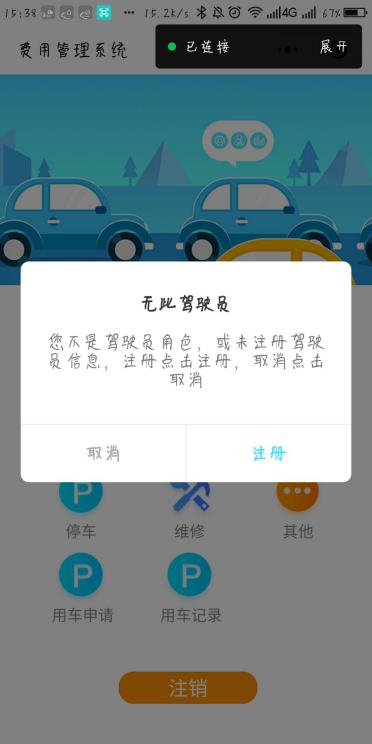 15:38 ··· 15.2K/s 4G 67%
费用管理系统
已连接 展开
无此驾驶员
您不是驾驶员角色，或未注册驾驶
员信息，注册点击注册，取消点击
取消
取消 注册
P
停车 维修 其他
P P
用车申请 用车记录
注销